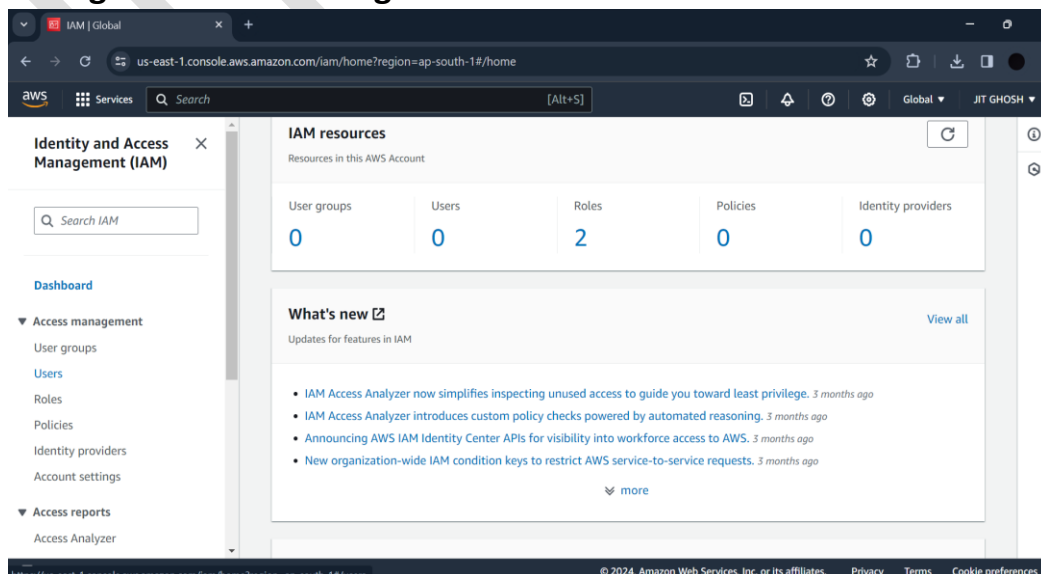 IAM | Global
us-east-1.console.aws.amazon.com/iam/home?region=ap-south-1#/home
aws Services Search [Alt+S] Global JIT GHOSH
Identity and Access Management (IAM)
Search IAM
Dashboard
Access management
User groups
Users
Roles
Policies
Identity providers
Account settings
Access reports
Access Analyzer
IAM resources
Resources in this AWS Account
User groups Users Roles Policies Identity providers
0 0 2 0 0
What's new View all
Updates for features in IAM
IAM Access Analyzer now simplifies inspecting unused access to guide you toward least privilege. 3 months ago
IAM Access Analyzer introduces custom policy checks powered by automated reasoning. 3 months ago
Announcing AWS IAM Identity Center APIs for visibility into workforce access to AWS. 3 months ago
New organization-wide IAM condition keys to restrict AWS service-to-service requests. 3 months ago
more
© 2024, Amazon Web Services, Inc. or its affiliates. Privacy Terms Cookie preferences